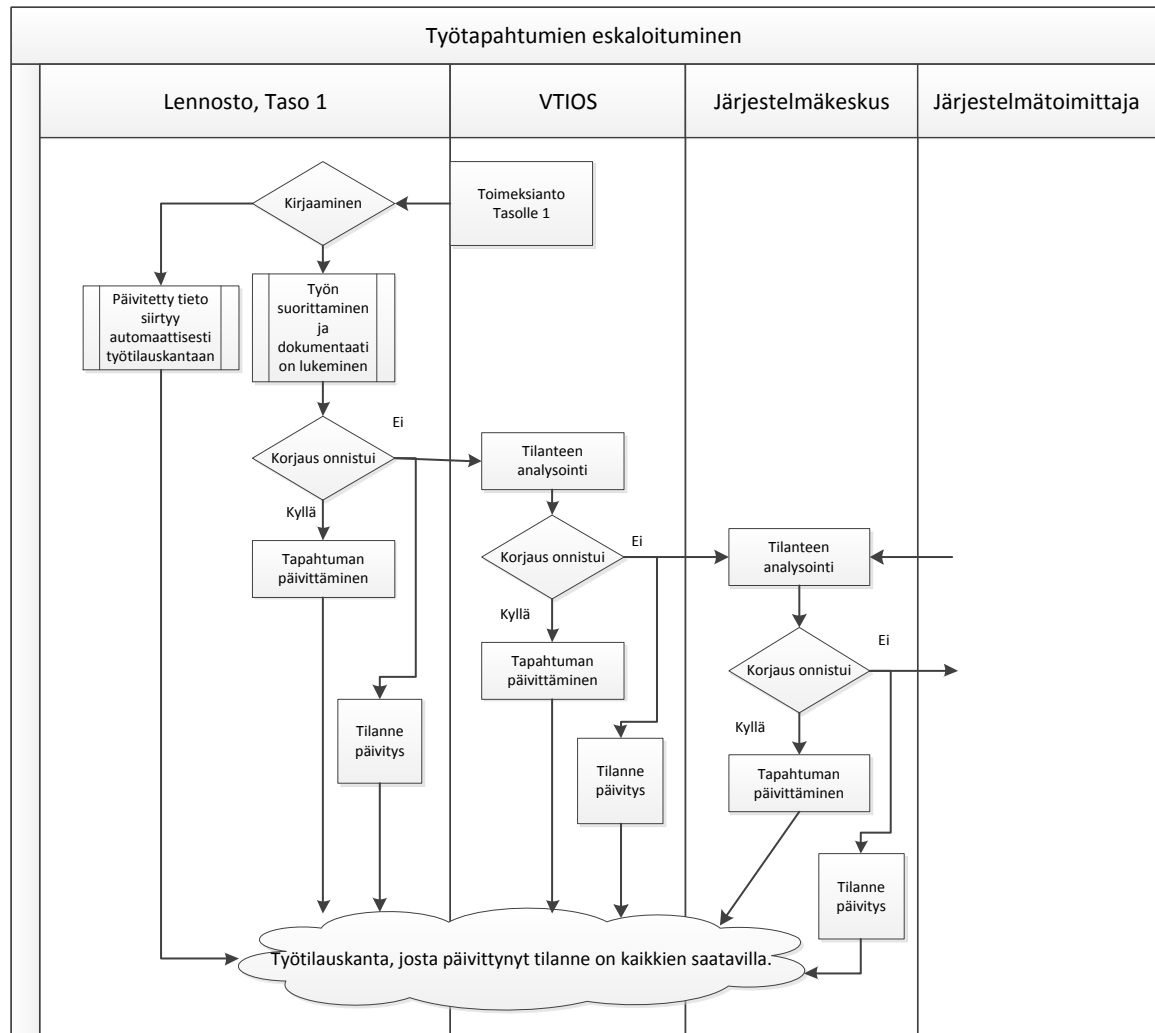 Työtapahtumien eskaloituminen
Lennosto, Taso 1
VTIOS
Järjestelmäkeskus
Järjestelmätoimittaja
Kirjaaminen
Toimeksianto
Tasolle 1
Päivitetty tieto
siirtyy
automaattisesti
työtilauskantaan
Työn
suorittaminen
ja
dokumentaati
on lukeminen
Korjaus onnistui
Ei
Kyllä
Tapahtuman
päivittäminen
Tilanne
päivitys
Tilanteen
analysointi
Korjaus onnistui
Ei
Kyllä
Tapahtuman
päivittäminen
Tilanne
päivitys
Tilanteen
analysointi
Korjaus onnistui
Ei
Kyllä
Tapahtuman
päivittäminen
Tilanne
päivitys
Työtilauskanta, josta päivittynyt tilanne on kaikkien saatavilla.